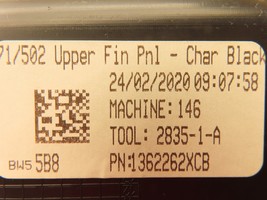 71/502 Upper Fin Pnl - Char Black
24/02/2020 09:07:58
MACHINE: 146
TOOL: 2835-1-A
BW5 5B8
PN:1362262XCB